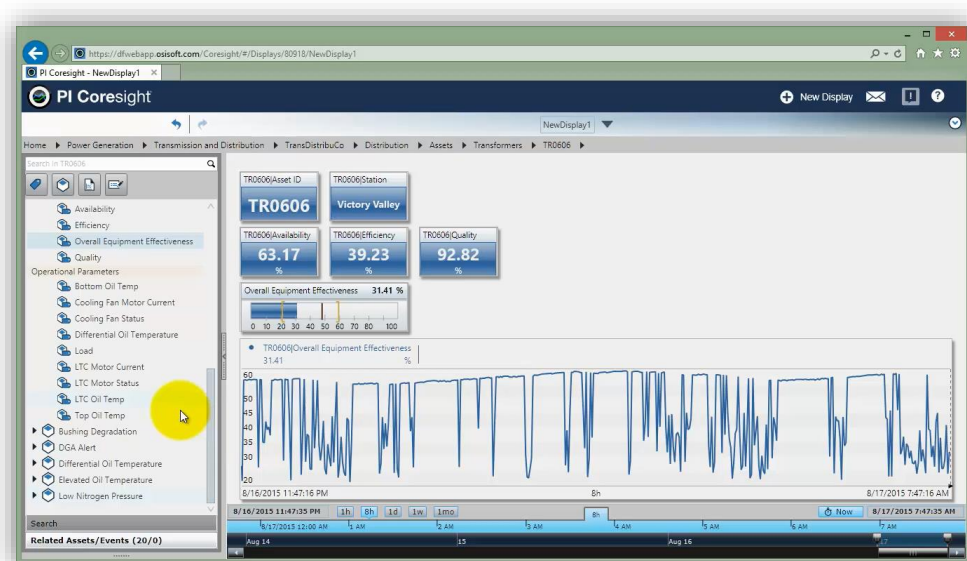 https://dfwebapp.osisoft.com/Coresight/#/Displays/80918/NewDisplay1
PI Coresight - NewDisplay1
PI Coresight
New Display
NewDisplay1
Home Power Generation Transmission and Distribution TransDistribuCo Distribution Assets Transformers TR0606
Search in TR0606
Availability
Efficiency
Overall Equipment Effectiveness
Quality
Operational Parameters
Bottom Oil Temp
Cooling Fan Motor Current
Cooling Fan Status
Differential Oil Temperature
Load
LTC Motor Current
LTC Motor Status
LTC Oil Temp
Top Oil Temp
Bushing Degradation
DGA Alert
Differential Oil Temperature
Elevated Oil Temperature
Low Nitrogen Pressure
Search
Related Assets/Events (20/0)
TR0606|Asset ID
TR0606
TR0606|Station
Victory Valley
TR0606|Availability
63.17
%
TR0606|Efficiency
39.23
%
TR0606|Quality
92.82
%
Overall Equipment Effectiveness 31.41 %
0 10 20 30 40 50 60 70 80 100
TR0606|Overall Equipment Effectiveness
31.41 %
60
50
45
40
35
30
20
8/16/2015 11:47:16 PM 8h 8/17/2015 7:47:16 AM
8/16/2015 11:47:35 PM 1h 8h 1d 1w 1mo 8h Now 8/17/2015 7:47:35 AM
8/17/2015 12:00 AM 1 AM 2 AM 3 AM 4 AM 5 AM 6 AM 7 AM
Aug 14 15 Aug 16 17